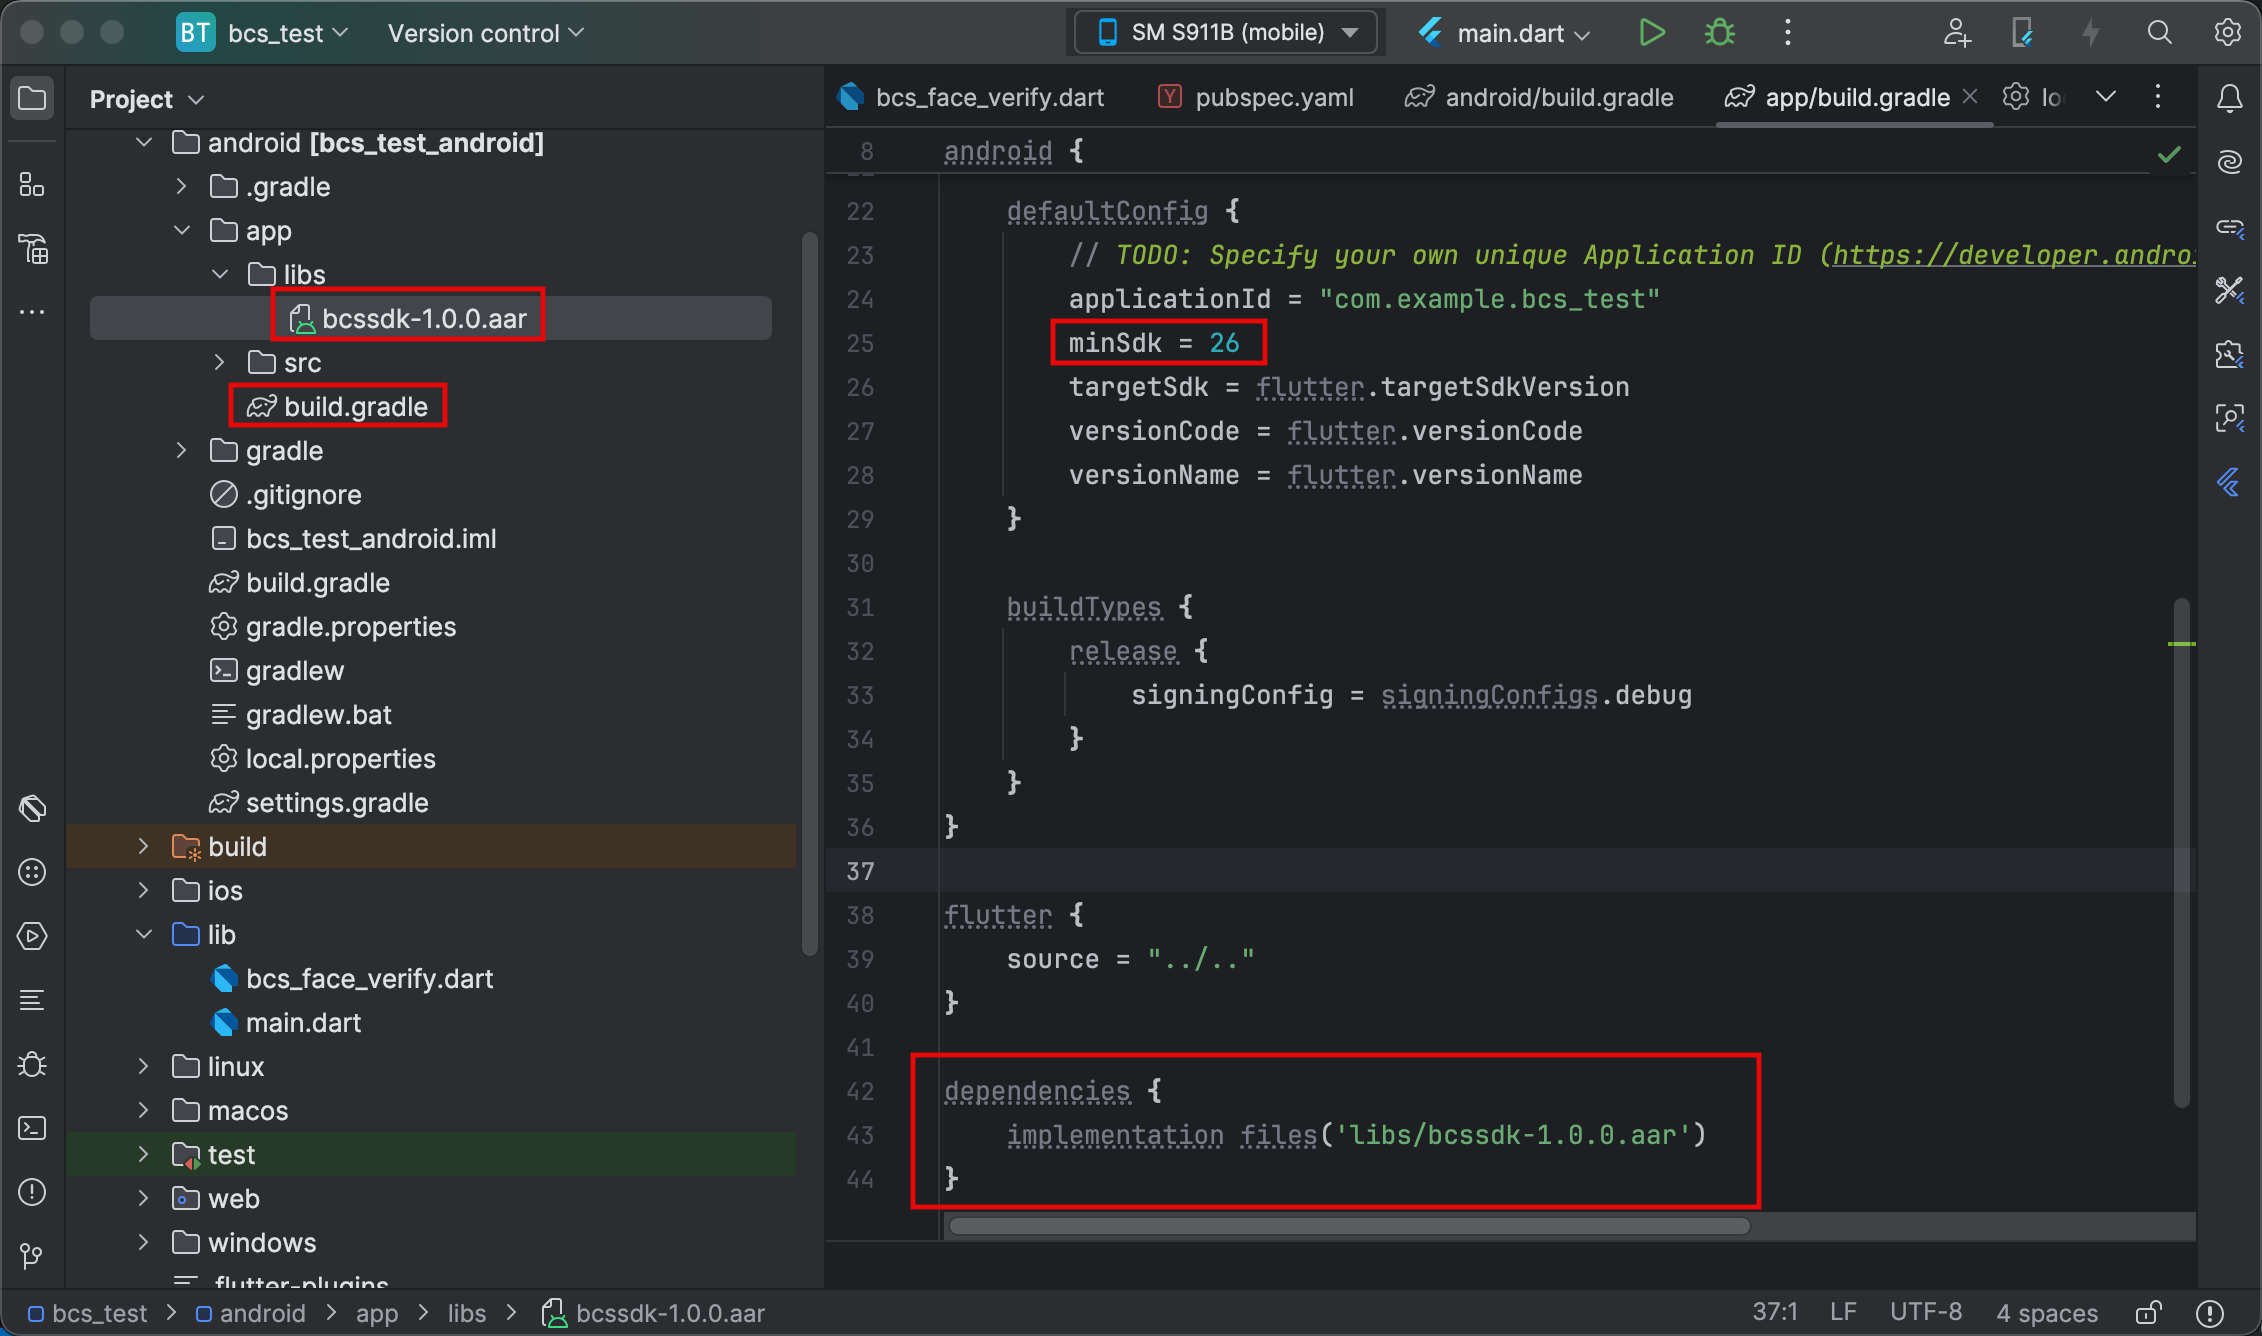 BT bcs_test Version control SM S911B (mobile) main.dart
Project
bcs_face_verify.dart pubspec.yaml android/build.gradle app/build.gradle lo
android [bcs_test_android]
.gradle
app
libs
bcssdk-1.0.0.aar
src
build.gradle
gradle
.gitignore
bcs_test_android.iml
build.gradle
gradle.properties
gradlew
gradlew.bat
local.properties
settings.gradle
build
ios
lib
bcs_face_verify.dart
main.dart
linux
macos
test
web
windows
.flutter-plugins
8 android {
22 defaultConfig {
23 // TODO: Specify your own unique Application ID (https://developer.androi
24 applicationId = "com.example.bcs_test"
25 minSdk = 26
26 targetSdk = flutter.targetSdkVersion
27 versionCode = flutter.versionCode
28 versionName = flutter.versionName
29 }
30
31 buildTypes {
32 release {
33 signingConfig = signingConfigs.debug
34 }
35 }
36 }
37
38 flutter {
39 source = "../.."
40 }
41
42 dependencies {
43 implementation files('libs/bcssdk-1.0.0.aar')
44 }
bcs_test > android > app > libs > bcssdk-1.0.0.aar 37:1 LF UTF-8 4 spaces